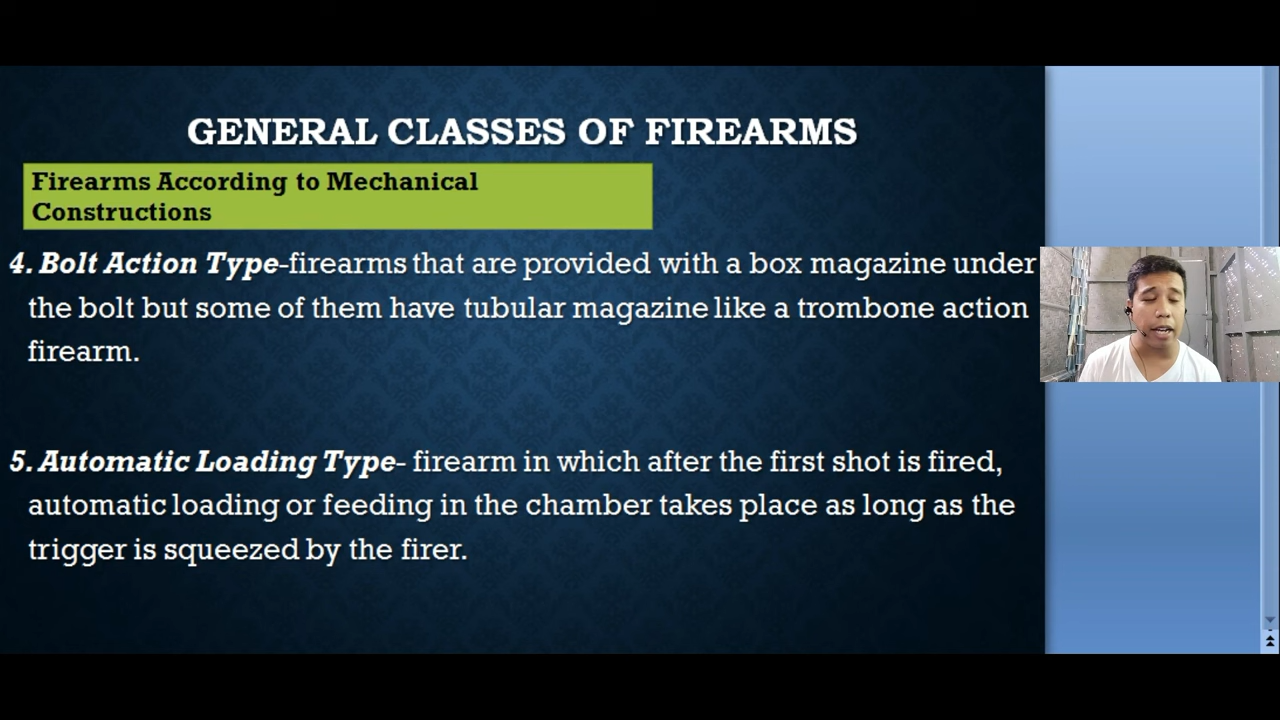 GENERAL CLASSES OF FIREARMS
Firearms According to Mechanical
Constructions
4. Bolt Action Type-firearms that are provided with a box magazine under
the bolt but some of them have tubular magazine like a trombone action
firearm.
5. Automatic Loading Type- firearm in which after the first shot is fired,
automatic loading or feeding in the chamber takes place as long as the
trigger is squeezed by the firer.